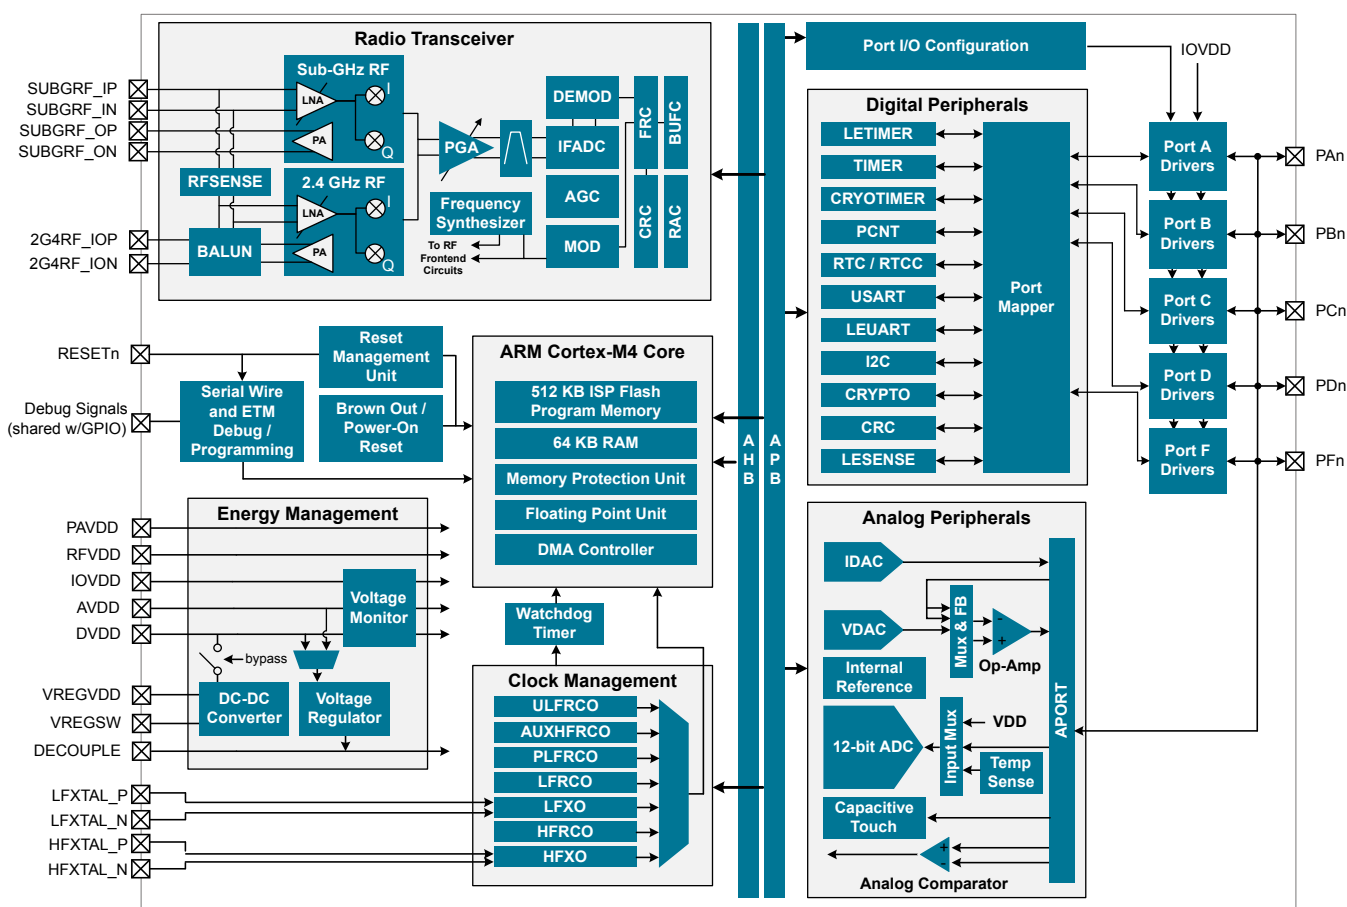 Radio Transceiver
SUBGRF_IP
SUBGRF_IN
SUBGRF_OP
SUBGRF_ON
2G4RF_IOP
2G4RF_ION
Sub-GHz RF
LNA
I
PA
Q
RFSENSE
2.4 GHz RF
LNA
I
PA
Q
BALUN
PGA
Frequency
Synthesizer
To RF
Frontend
Circuits
DEMOD
IFADC
AGC
MOD
FRC
BUFC
CRC
RAC
RESETn
Debug Signals
(shared w/GPIO)
Reset
Management
Unit
Serial Wire
and ETM
Debug /
Programming
Brown Out /
Power-On
Reset
ARM Cortex-M4 Core
512 KB ISP Flash
Program Memory
64 KB RAM
Memory Protection Unit
Floating Point Unit
DMA Controller
Watchdog
Timer
Energy Management
PAVDD
RFVDD
IOVDD
AVDD
DVDD
VREGVDD
VREGSW
DECOUPLE
Voltage
Monitor
bypass
DC-DC
Converter
Voltage
Regulator
Clock Management
ULFRCO
AUXHFRCO
PLFRCO
LFRCO
LFXO
HFRCO
HFXO
LFXTAL_P
LFXTAL_N
HFXTAL_P
HFXTAL_N
A
H
B
A
P
B
Port I/O Configuration
IOVDD
Digital Peripherals
LETIMER
TIMER
CRYOTIMER
PCNT
RTC / RTCC
USART
LEUART
I2C
CRYPTO
CRC
LESENSE
Port
Mapper
Port A
Drivers
Port B
Drivers
Port C
Drivers
Port D
Drivers
Port F
Drivers
PAn
PBn
PCn
PDn
PFn
Analog Peripherals
IDAC
VDAC
Mux & FB
-
+
Op-Amp
Internal
Reference
12-bit ADC
Input Mux
VDD
Temp
Sense
Capacitive
Touch
+
-
Analog Comparator
APORT